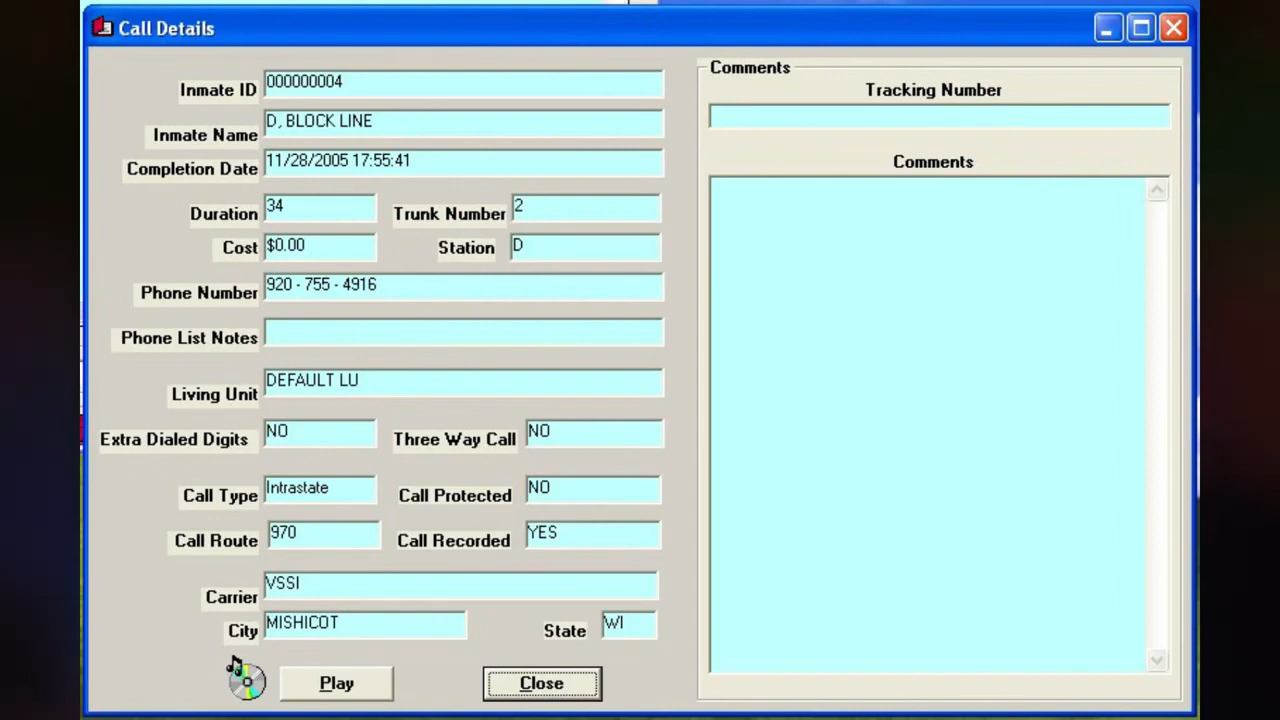 Call Details
Inmate ID 000000004
Inmate Name D, BLOCK LINE
Completion Date 11/28/2005 17:55:41
Duration 34 Trunk Number 2
Cost $0.00 Station D
Phone Number 920 - 755 - 4916
Phone List Notes
Living Unit DEFAULT LU
Extra Dialed Digits NO Three Way Call NO
Call Type Intrastate Call Protected NO
Call Route 970 Call Recorded YES
Carrier VSSI
City MISHICOT State WI
Play Close
Comments
Tracking Number
Comments